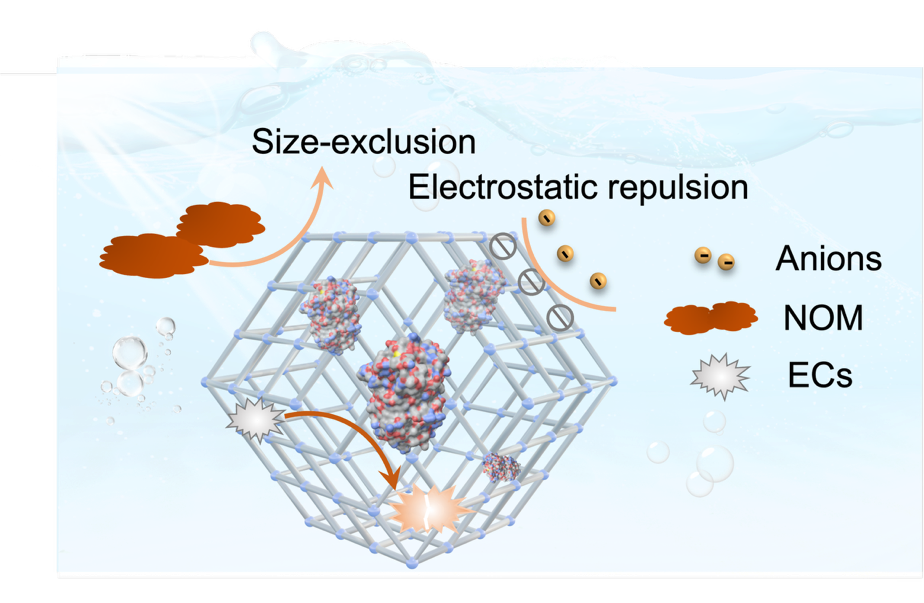 Size-exclusion
Electrostatic repulsion
Anions
NOM
ECs